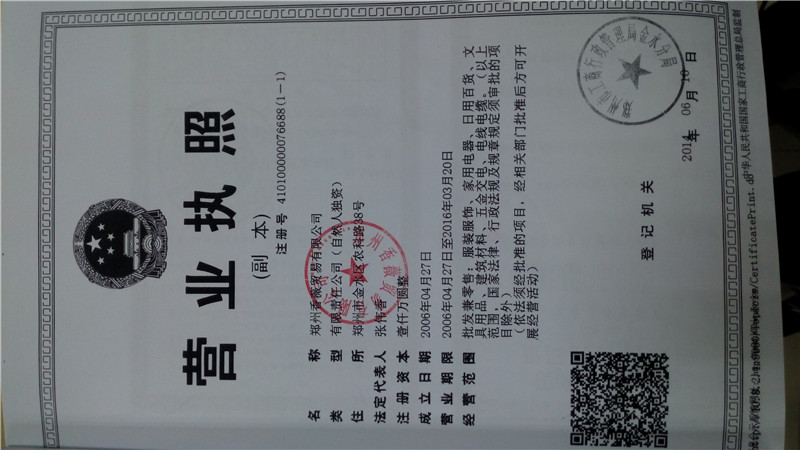 营业执照
(副 本)
注册号 410100000076688(1-1)
名 称 郑州香薇贸易有限公司
类 型 有限责任公司(自然人独资)
住 所 郑州市金水区农科路38号
法定代表人 张伟香
注册资本 壹仟万圆整
成立日期 2006年04月27日
营业期限 2006年04月27日至2016年03月20日
经营范围 批发兼零售:服装服饰、家用电器、日用百货、文
具用品、建筑材料、五金交电、电线电缆。(以上
范围,国家法律、行政法规及规章规定须审批的项
目除外)
(依法须经批准的项目,经相关部门批准后方可开
展经营活动)
登记机关
2014年 06月 10日
工商行政管理局金水分局
中华人民共和国国家工商行政管理总局监制